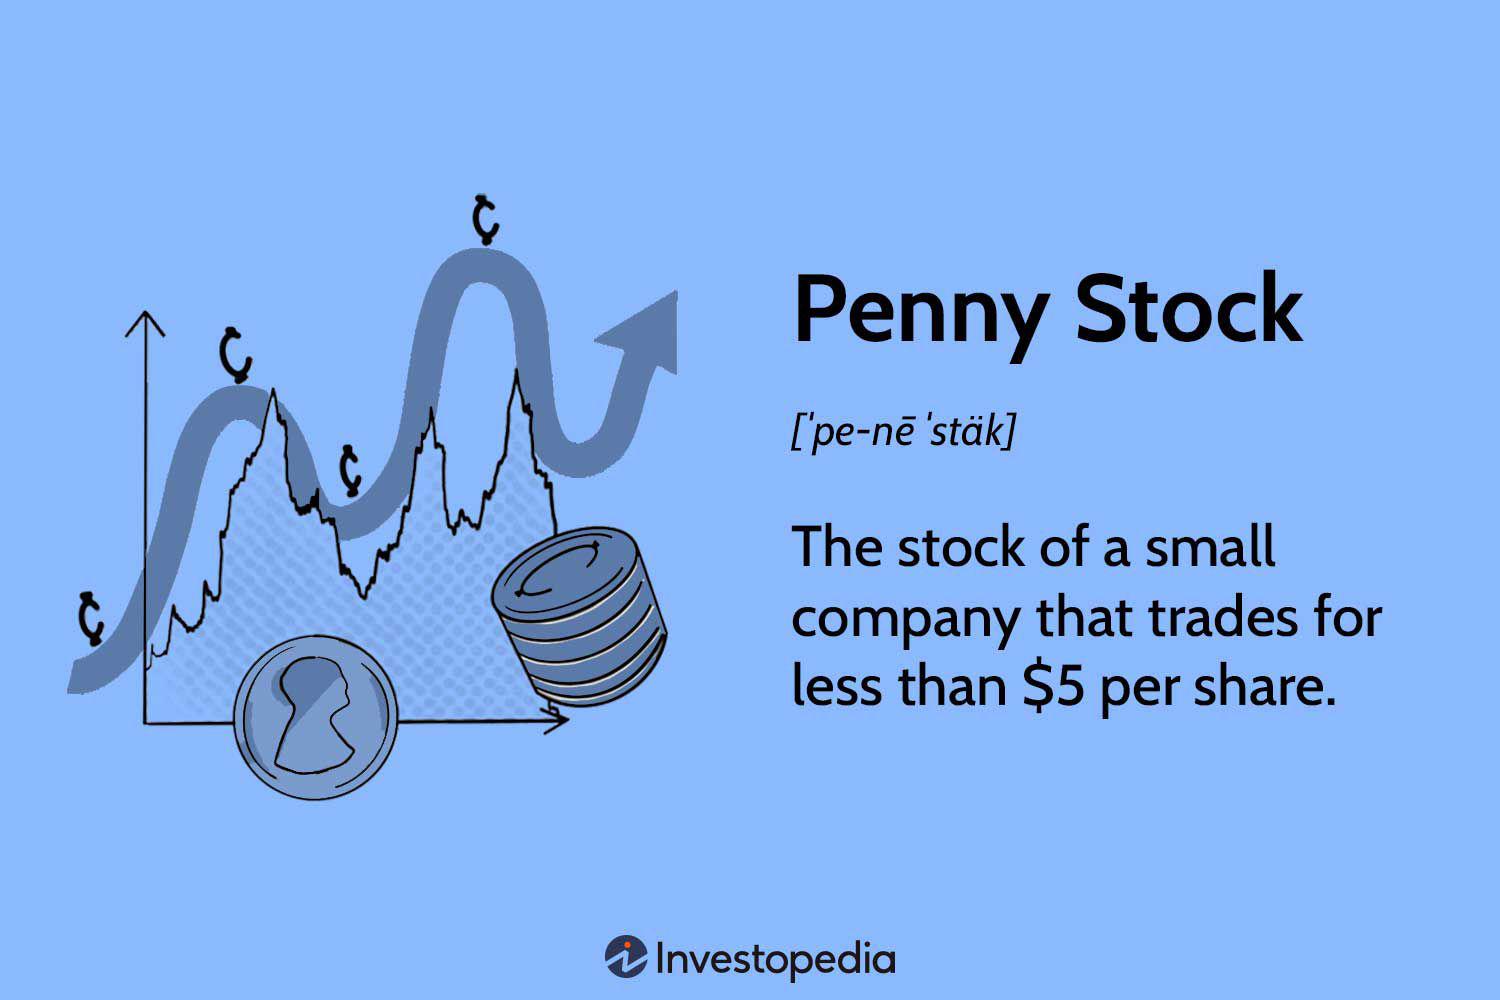 ¢
¢
¢
¢
Penny Stock
[ˈpe-nē ˈstäk]
The stock of a small
company that trades for
less than $5 per share.
Investopedia